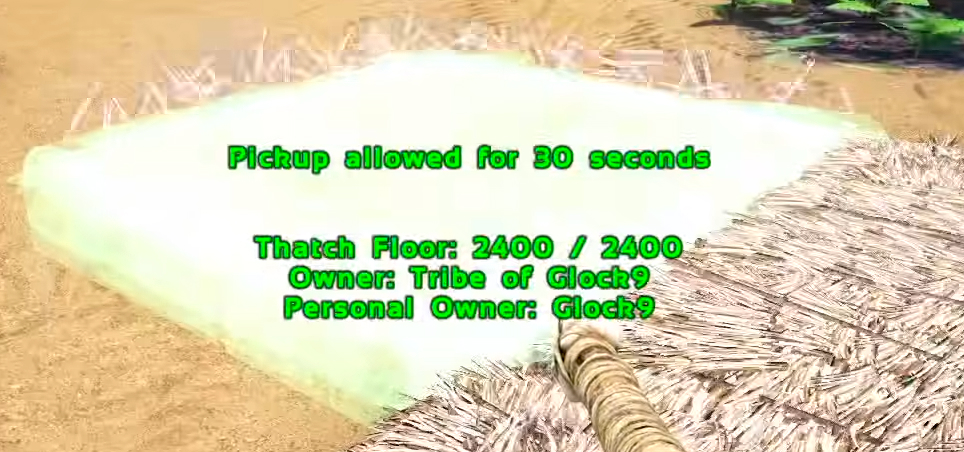 Pickup allowed for 30 seconds
Thatch Floor: 2400 / 2400
Owner: Tribe of Glock9
Personal Owner: Glock9